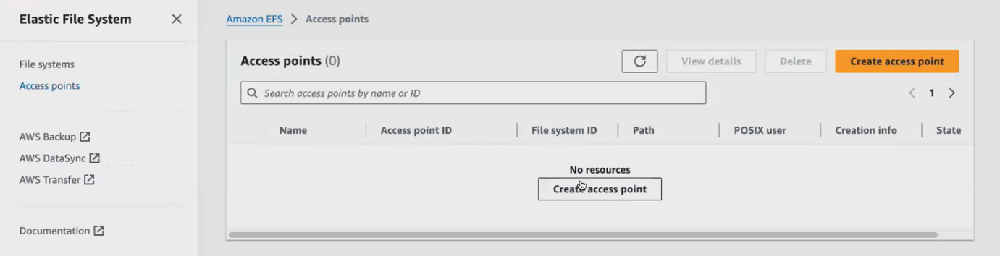 Elastic File System
File systems
Access points
AWS Backup
AWS DataSync
AWS Transfer
Documentation
Amazon EFS > Access points
Access points (0)
View details
Delete
Create access point
Search access points by name or ID
1
Name
Access point ID
File system ID
Path
POSIX user
Creation info
State
No resources
Create access point